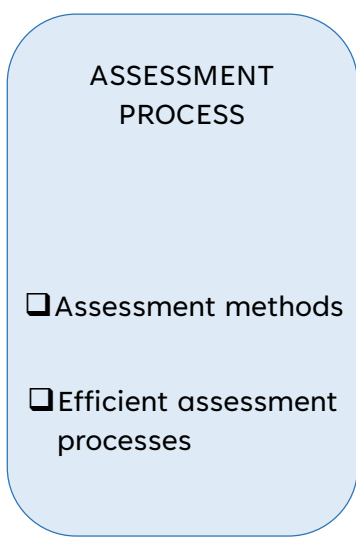 ASSESSMENT
PROCESS
❑Assessment methods
❑Efficient assessment
processes